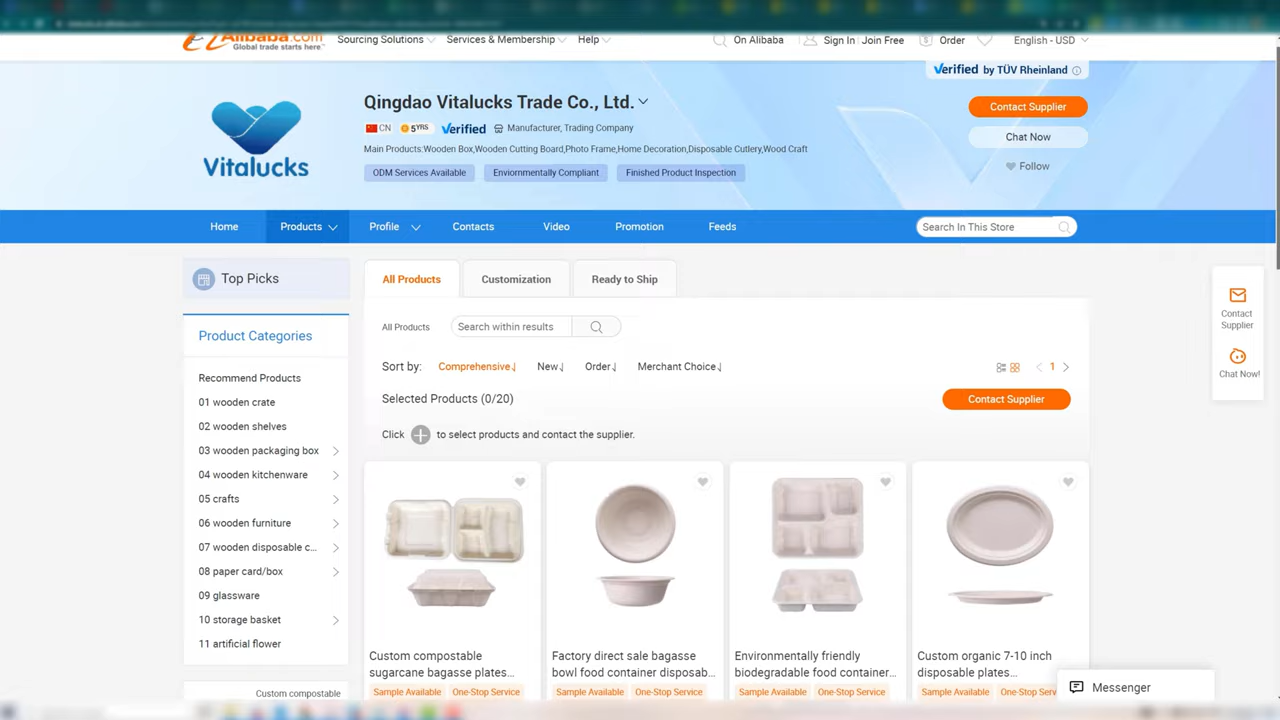 Alibaba.com
Global trade starts here™
Sourcing Solutions
Services & Membership
Help
On Alibaba
Sign In
Join Free
Order
English - USD
Verified by TÜV Rheinland
Vitalucks
Qingdao Vitalucks Trade Co., Ltd.
CN
5YRS
Verified
Manufacturer, Trading Company
Main Products:Wooden Box,Wooden Cutting Board,Photo Frame,Home Decoration,Disposable Cutlery,Wood Craft
ODM Services Available
Enviornmentally Compliant
Finished Product Inspection
Contact Supplier
Chat Now
Follow
Home
Products
Profile
Contacts
Video
Promotion
Feeds
Search In This Store
Top Picks
Product Categories
Recommend Products
01 wooden crate
02 wooden shelves
03 wooden packaging box
04 wooden kitchenware
05 crafts
06 wooden furniture
07 wooden disposable c...
08 paper card/box
09 glassware
10 storage basket
11 artificial flower
Custom compostable
All Products
Customization
Ready to Ship
All Products
Search within results
Sort by:
Comprehensive
New
Order
Merchant Choice
1
Selected Products (0/20)
Contact Supplier
Click
to select products and contact the supplier.
Custom compostable
sugarcane bagasse plates...
Sample Available
One-Stop Service
Factory direct sale bagasse
bowl food container disposab...
Sample Available
One-Stop Service
Environmentally friendly
biodegradable food container...
Sample Available
One-Stop Service
Custom organic 7-10 inch
disposable plates...
Sample Available
One-Stop Serv
Contact
Supplier
Chat Now!
Messenger